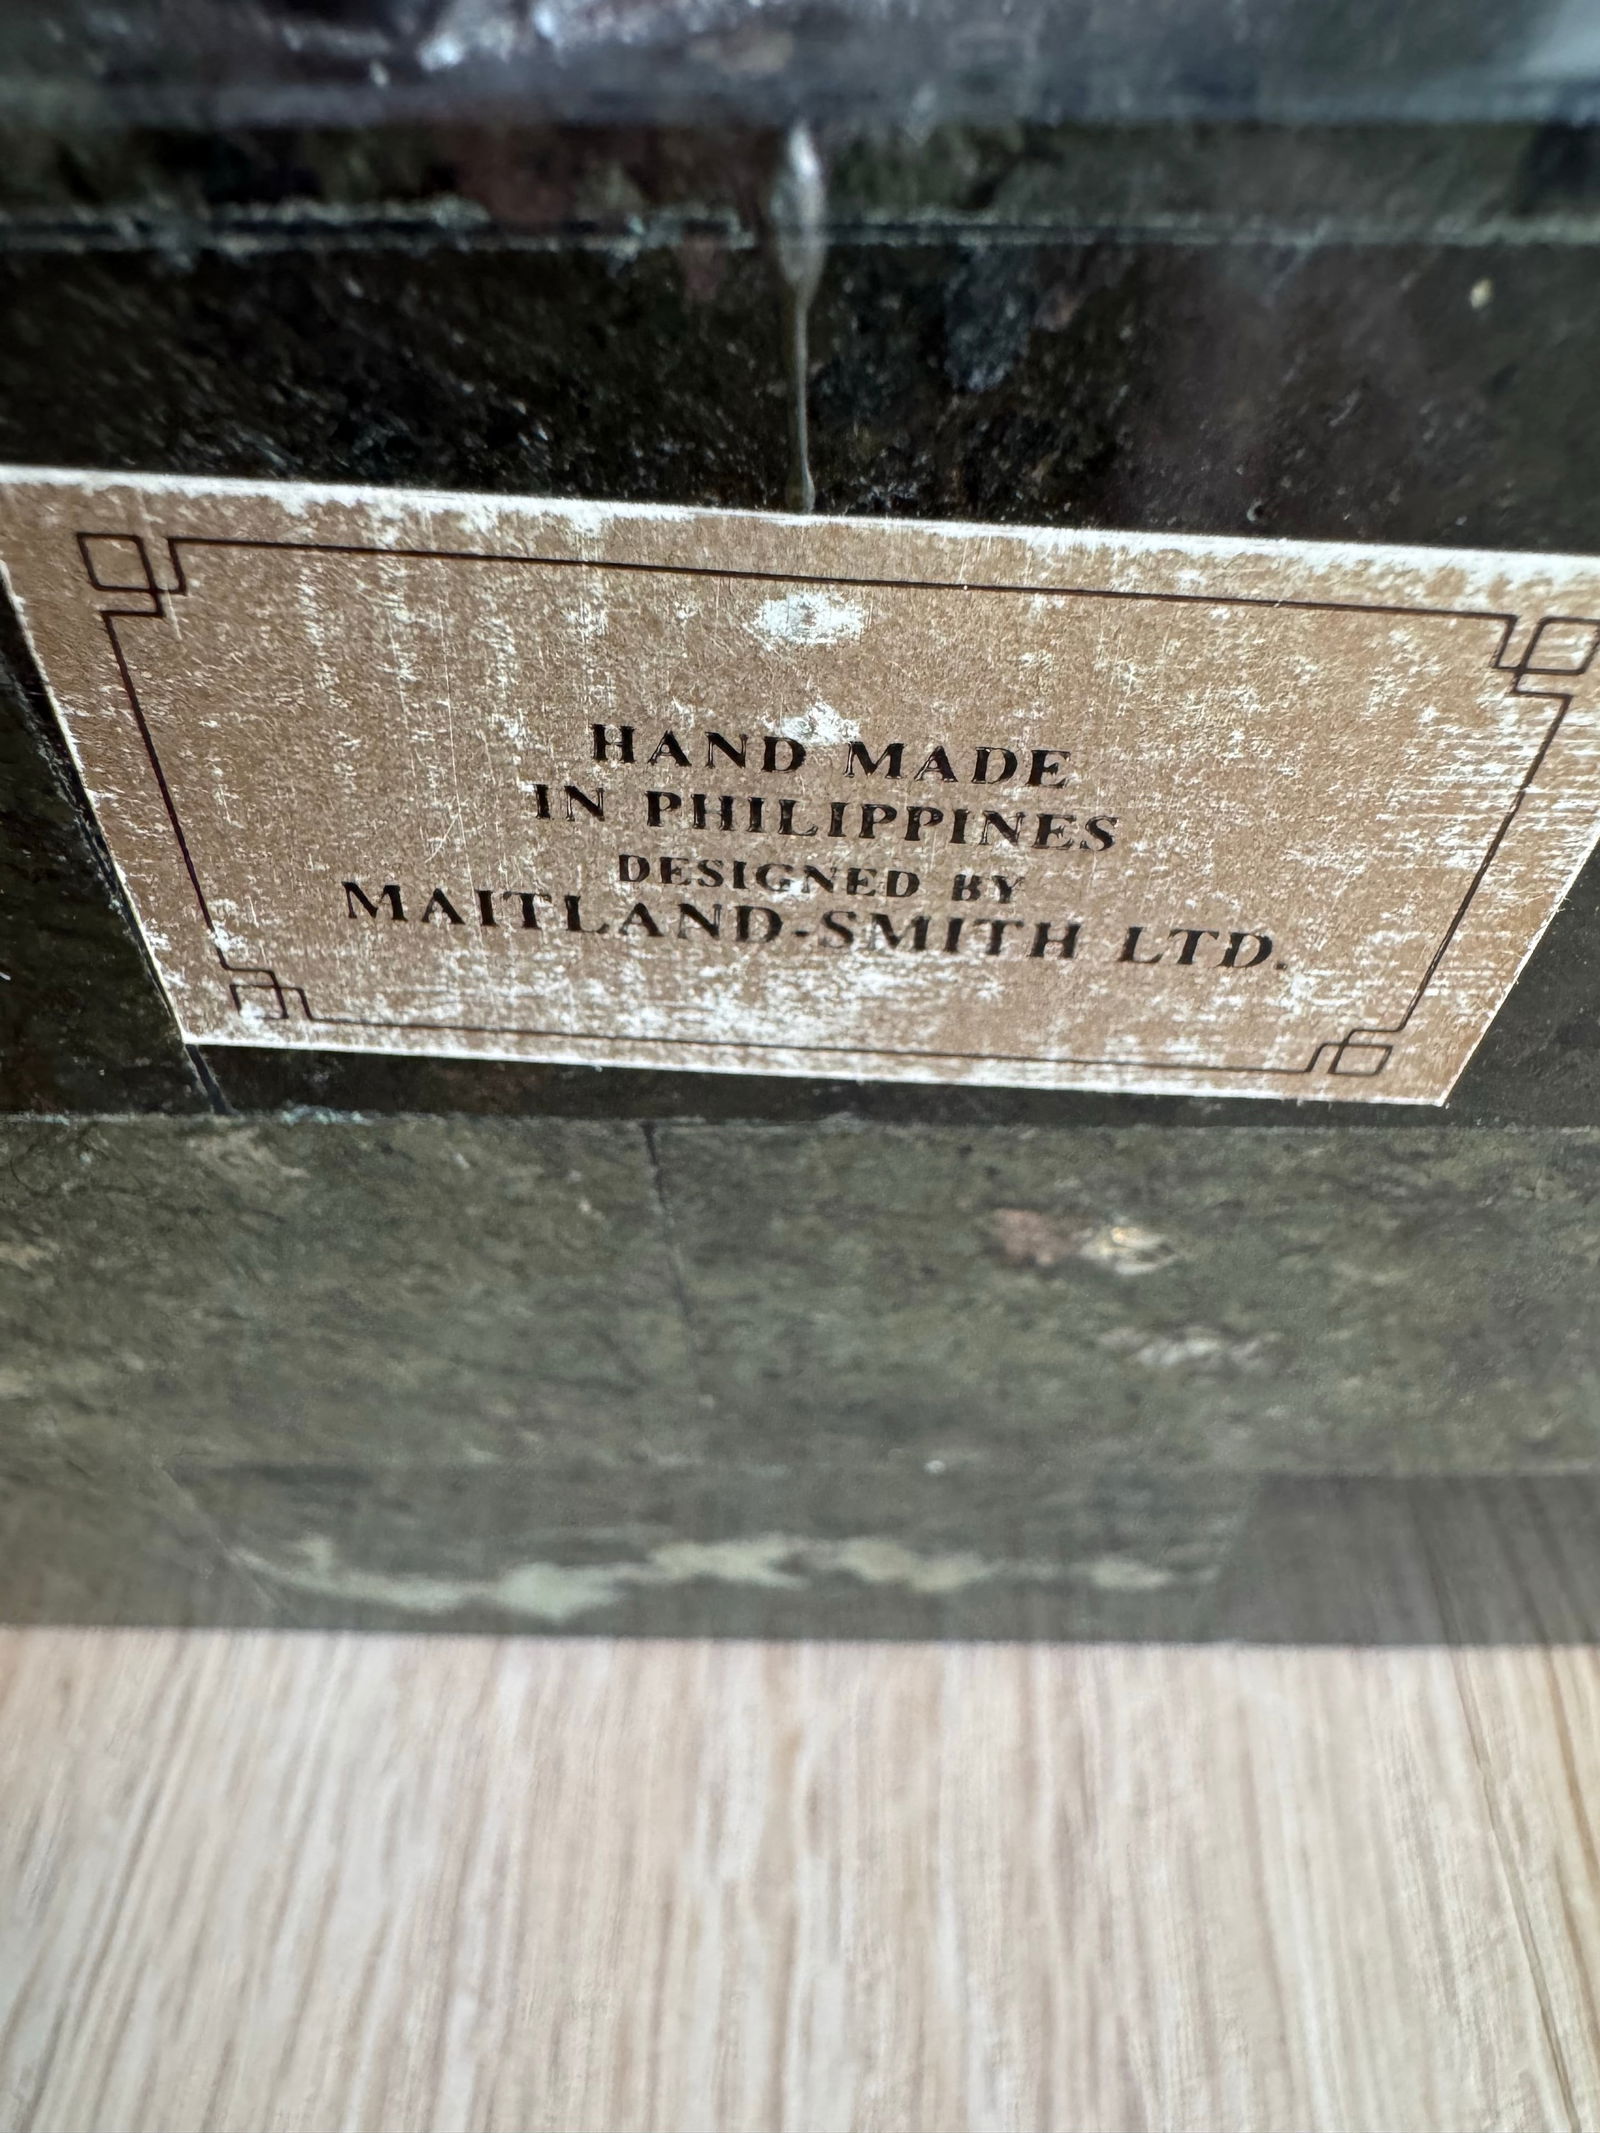 HAND MADE
IN PHILIPPINES
DESIGNED BY
MAITLAND-SMITH LTD.